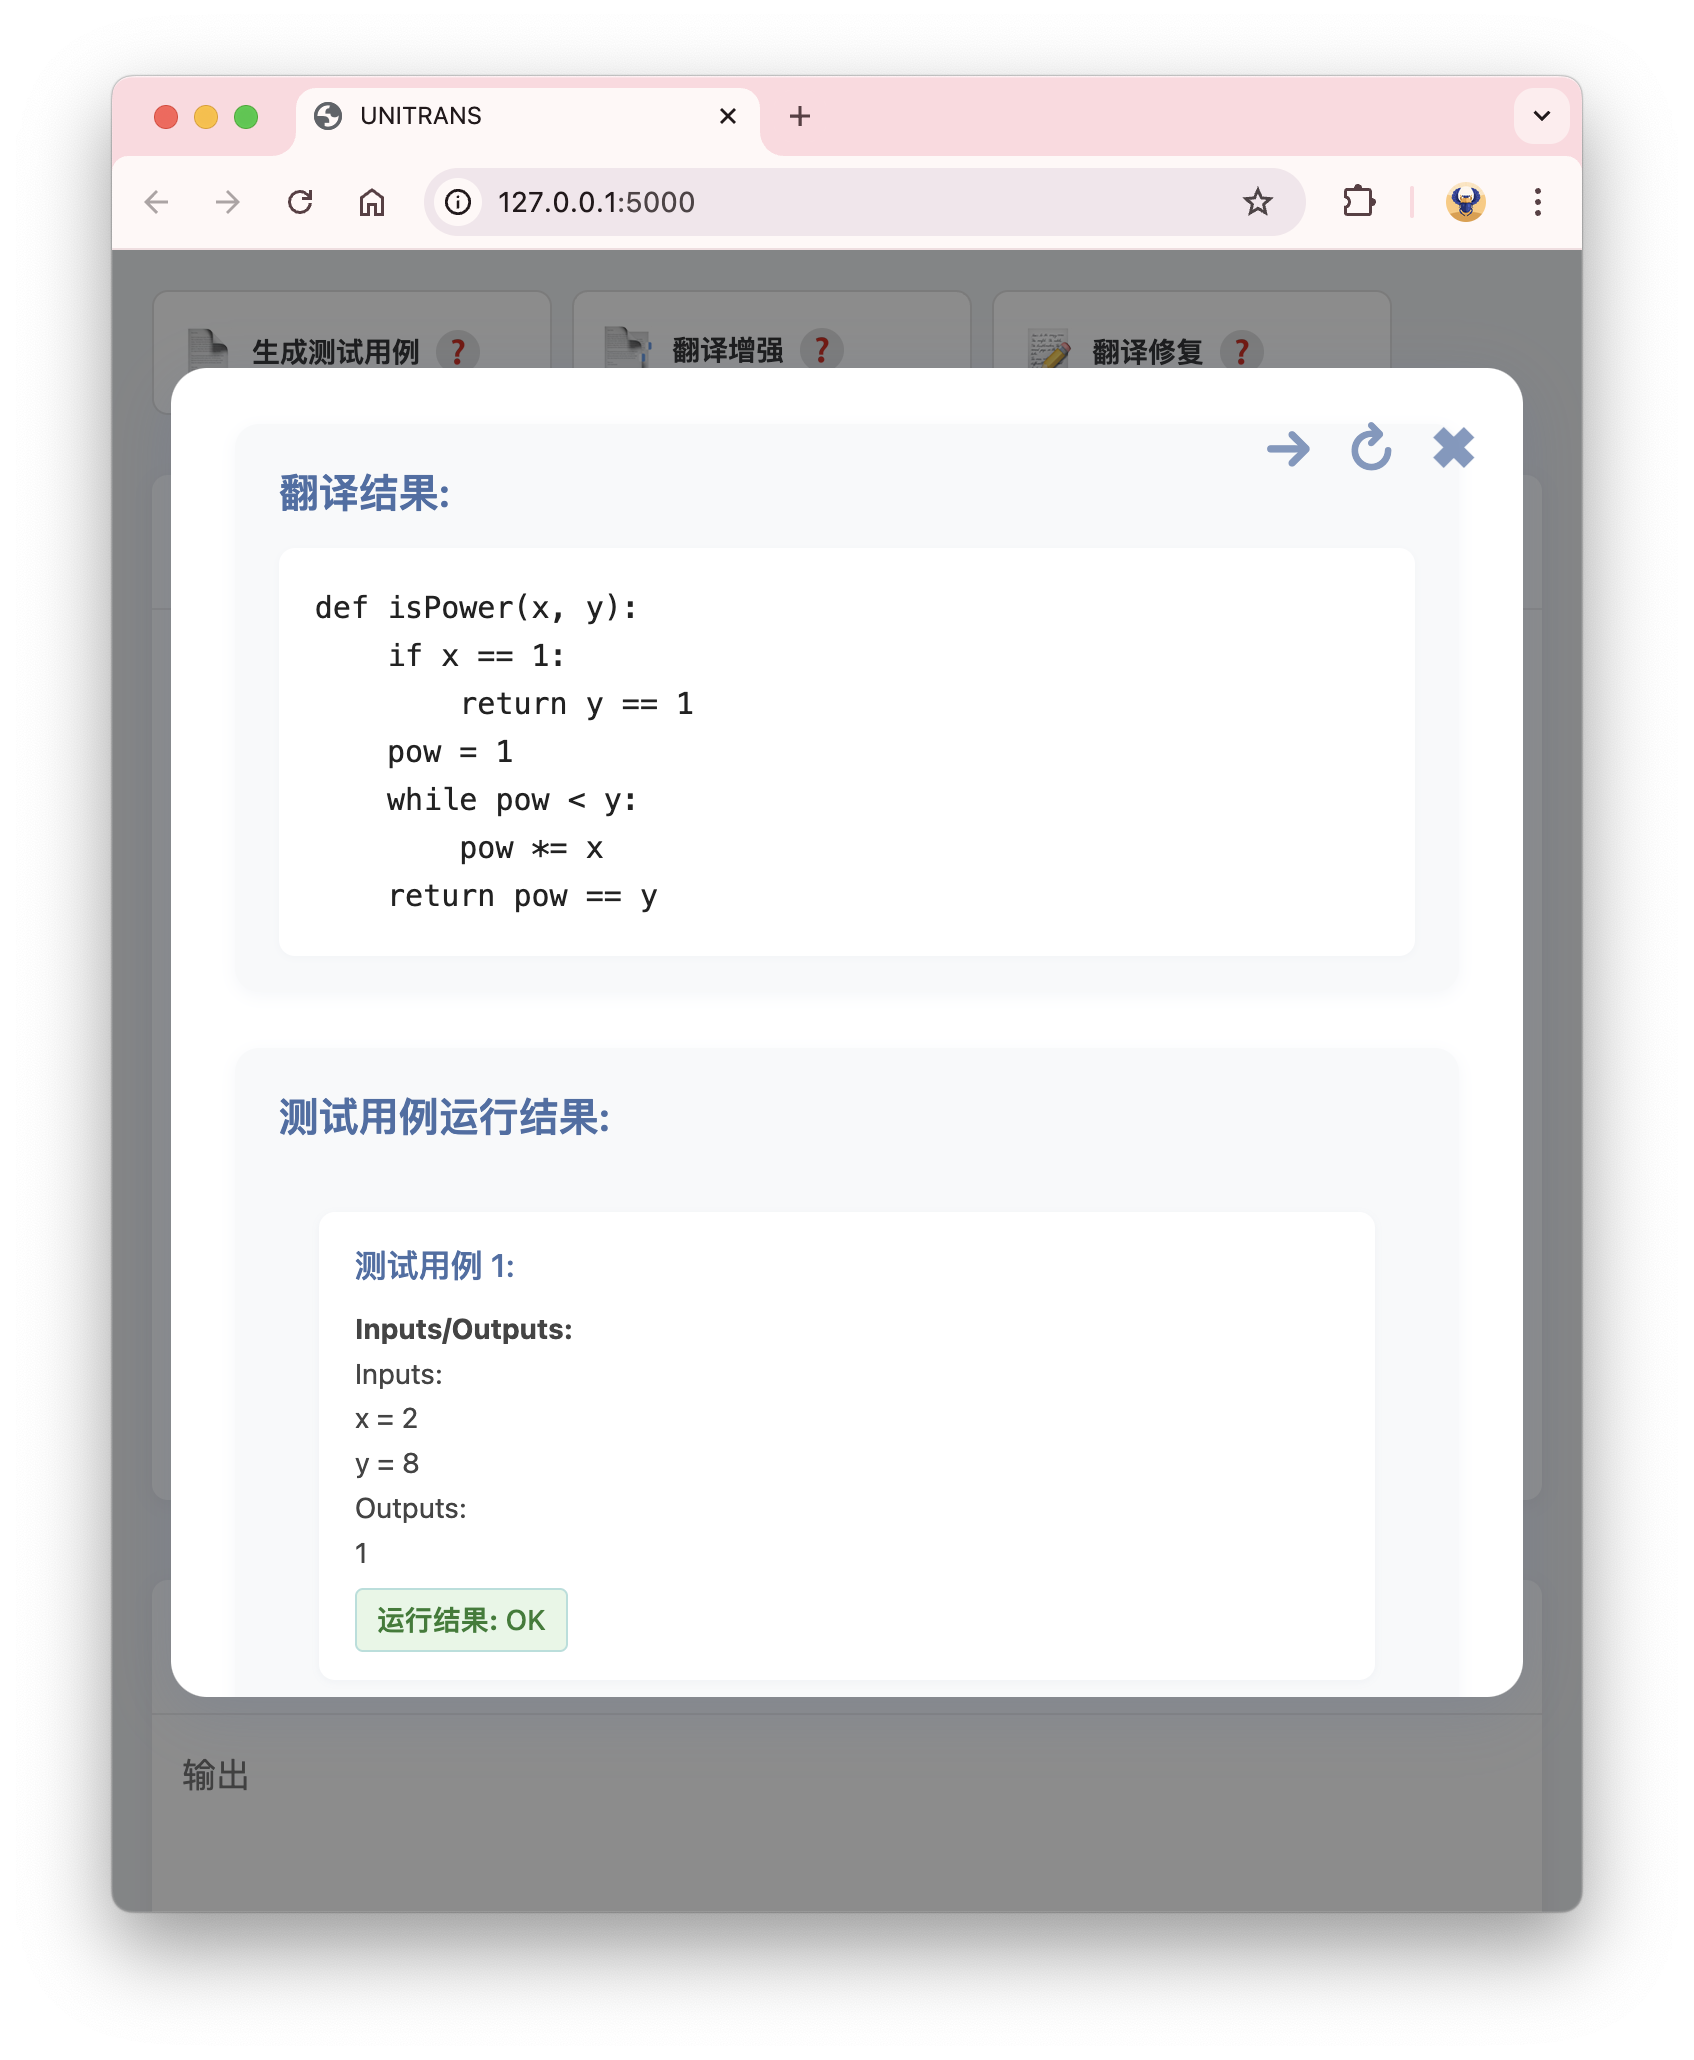 UNITRANS
127.0.0.1:5000
生成测试用例 ? 翻译增强 ? 翻译修复 ?
翻译结果:
def isPower(x, y):
    if x == 1:
        return y == 1
    pow = 1
    while pow < y:
        pow *= x
    return pow == y
测试用例运行结果:
测试用例 1:
Inputs/Outputs:
Inputs:
x = 2
y = 8
Outputs:
1
运行结果: OK
输出